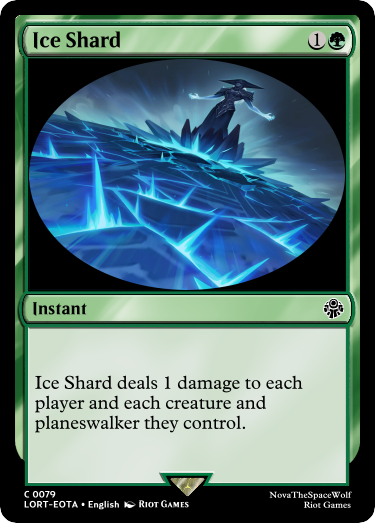 Ice Shard 1
Instant
Ice Shard deals 1 damage to each
player and each creature and
planeswalker they control.
C 0079
LORT-EOTA • English Riot Games
NovaTheSpaceWolf
Riot Games